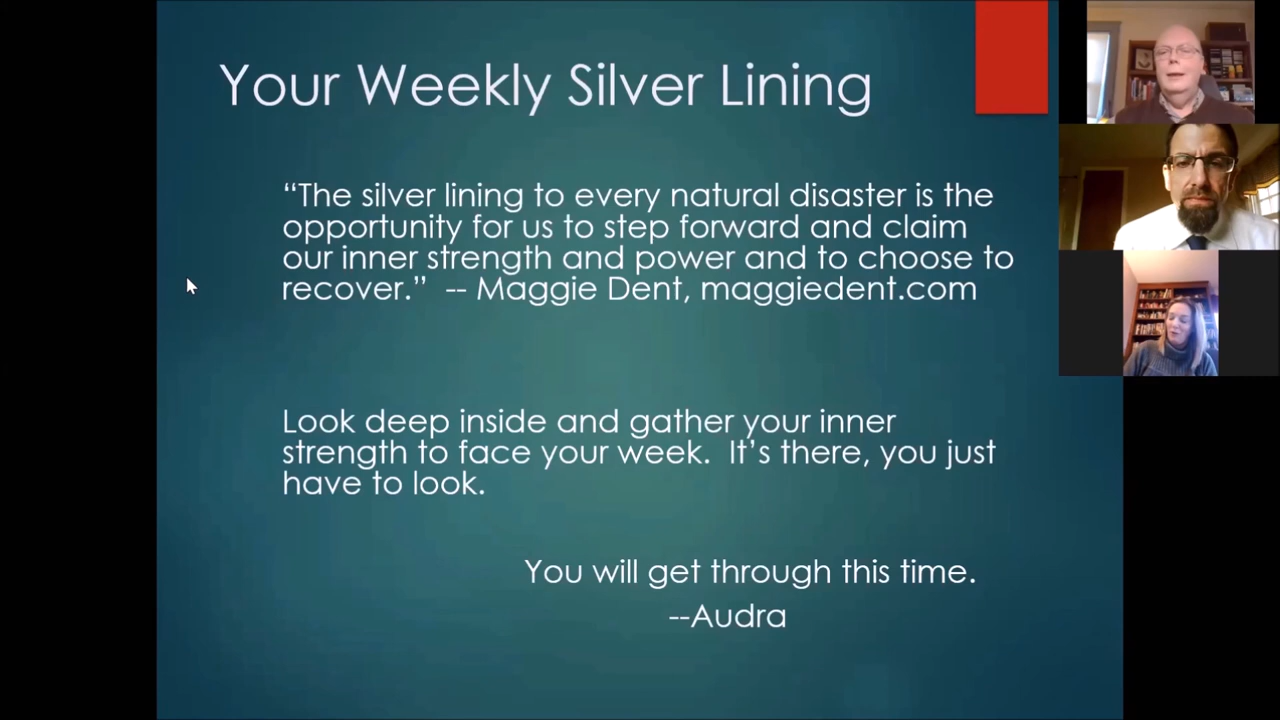 Your Weekly Silver Lining
“The silver lining to every natural disaster is the
opportunity for us to step forward and claim
our inner strength and power and to choose to
recover.”  -- Maggie Dent, maggiedent.com
Look deep inside and gather your inner
strength to face your week.  It’s there, you just
have to look.
You will get through this time.
--Audra